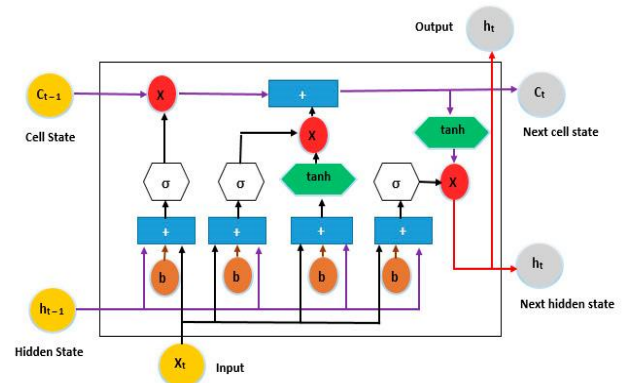 Output
hₜ
Cₜ₋₁
X
+
Cₜ
Cell State
X
tanh
Next cell state
σ
σ
tanh
σ
X
+
+
+
+
b
b
b
b
hₜ
hₜ₋₁
Next hidden state
Hidden State
Xₜ
Input